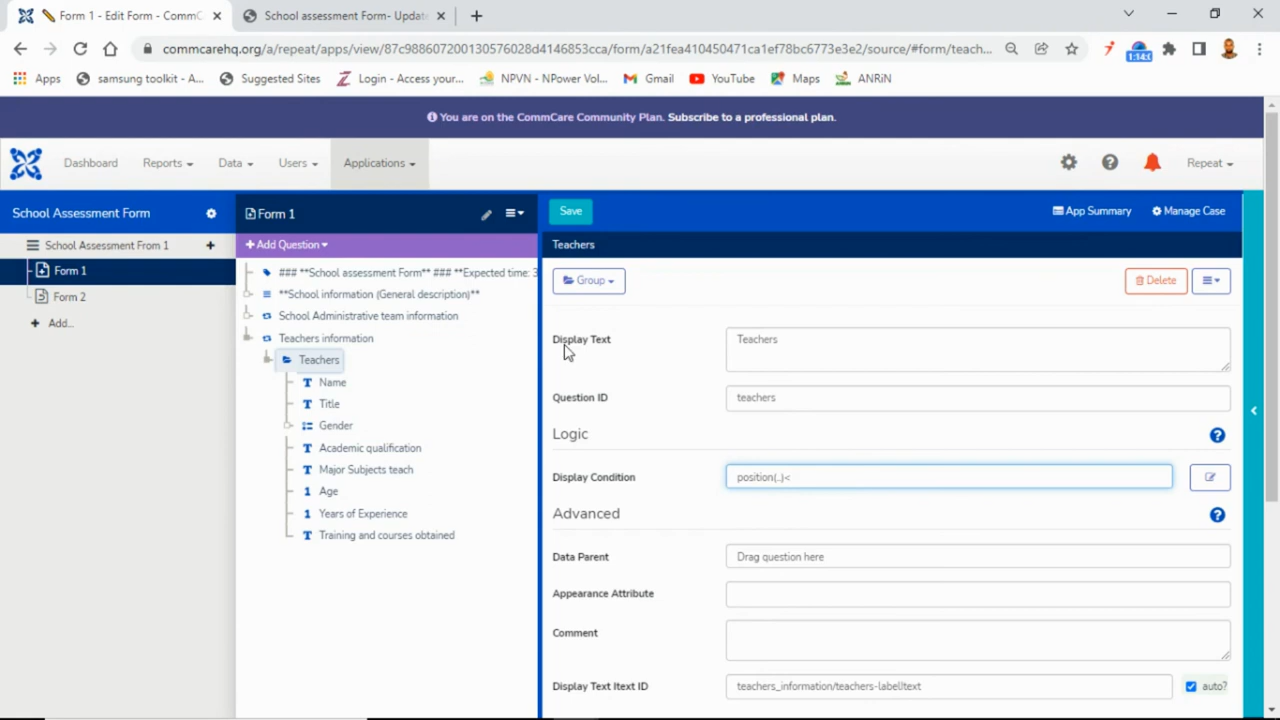 Form 1 - Edit Form - CommC
School assessment Form- Updat
commcarehq.org/a/repeat/apps/view/87c988607200130576028d4146853cca/form/a21fea410450471ca1ef78bc6773e3e2/source/#form/teach...
1:14:0
Apps
samsung toolkit - A...
Suggested Sites
Login - Access your...
NPVN - NPower Vol...
Gmail
YouTube
Maps
ANRiN
You are on the CommCare Community Plan. Subscribe to a professional plan.
Dashboard
Reports
Data
Users
Applications
Repeat
School Assessment Form
Form 1
Save
App Summary
Manage Case
School Assessment From 1
Add Question
Teachers
Form 1
### **School assessment Form** ### **Expected time: 3
Group
Delete
Form 2
**School information (General description)**
School Administrative team information
Add...
Teachers information
Display Text
Teachers
Teachers
Name
Question ID
teachers
Title
Gender
Logic
Academic qualification
Major Subjects teach
Display Condition
position(..)<
Age
Years of Experience
Advanced
Training and courses obtained
Data Parent
Drag question here
Appearance Attribute
Comment
Display Text Itext ID
teachers_information/teachers-label!text
auto?